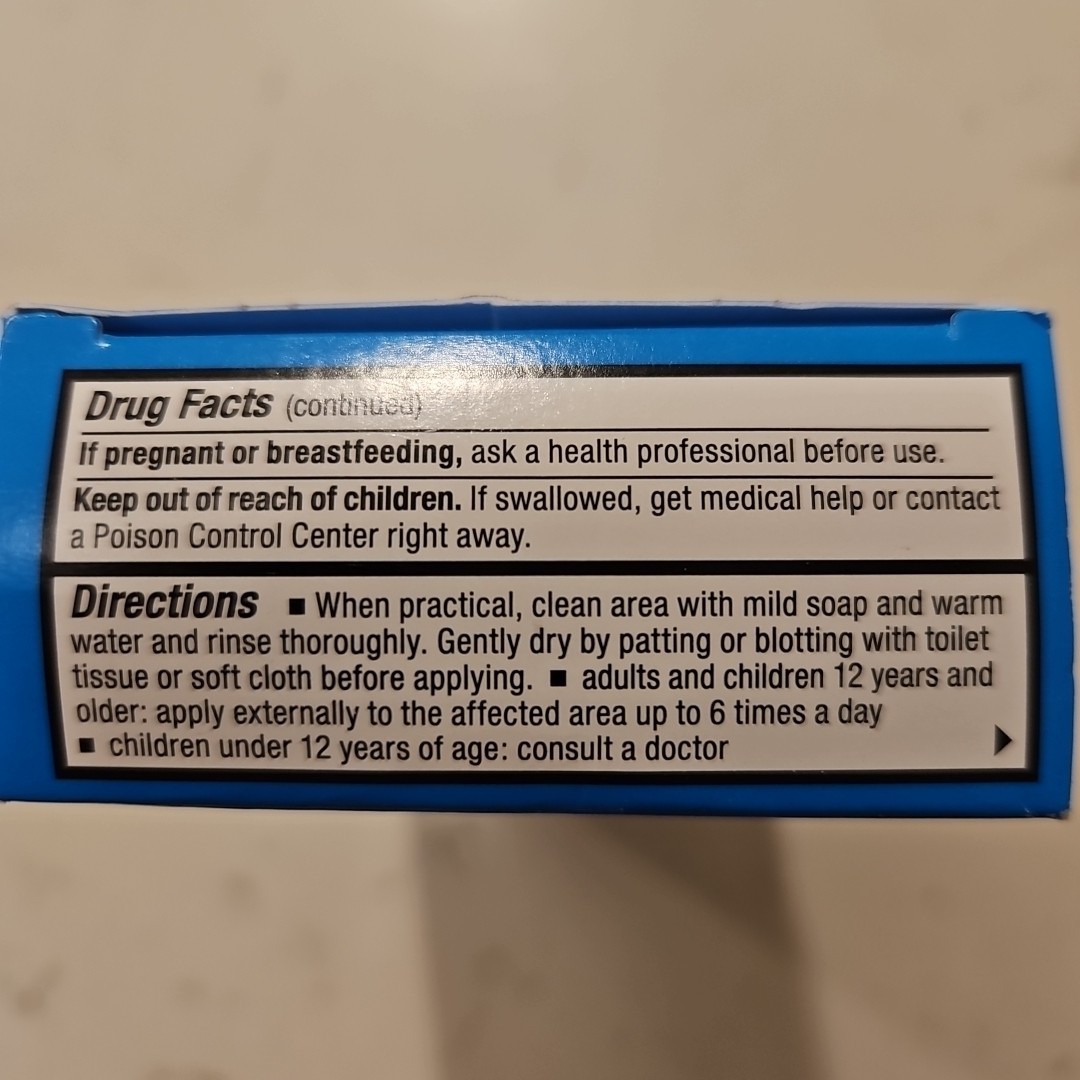 Drug Facts (continued)
If pregnant or breastfeeding, ask a health professional before use.
Keep out of reach of children. If swallowed, get medical help or contact
a Poison Control Center right away.
Directions ■ When practical, clean area with mild soap and warm
water and rinse thoroughly. Gently dry by patting or blotting with toilet
tissue or soft cloth before applying. ■ adults and children 12 years and
older: apply externally to the affected area up to 6 times a day
■ children under 12 years of age: consult a doctor